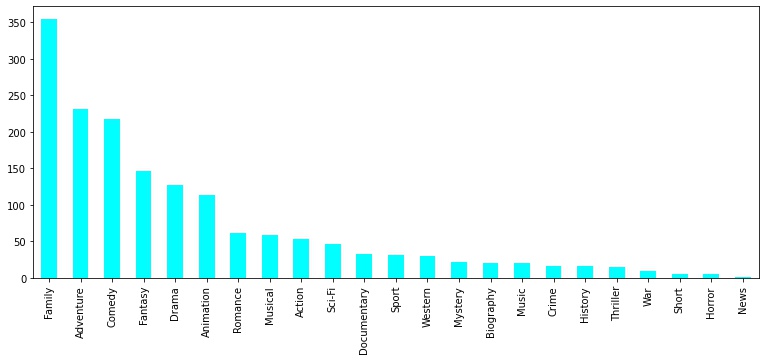 350
300
250
200
150
100
50
0
Family
Adventure
Comedy
Fantasy
Drama
Animation
Romance
Musical
Action
Sci-Fi
Documentary
Sport
Western
Mystery
Biography
Music
Crime
History
Thriller
War
Short
Horror
News